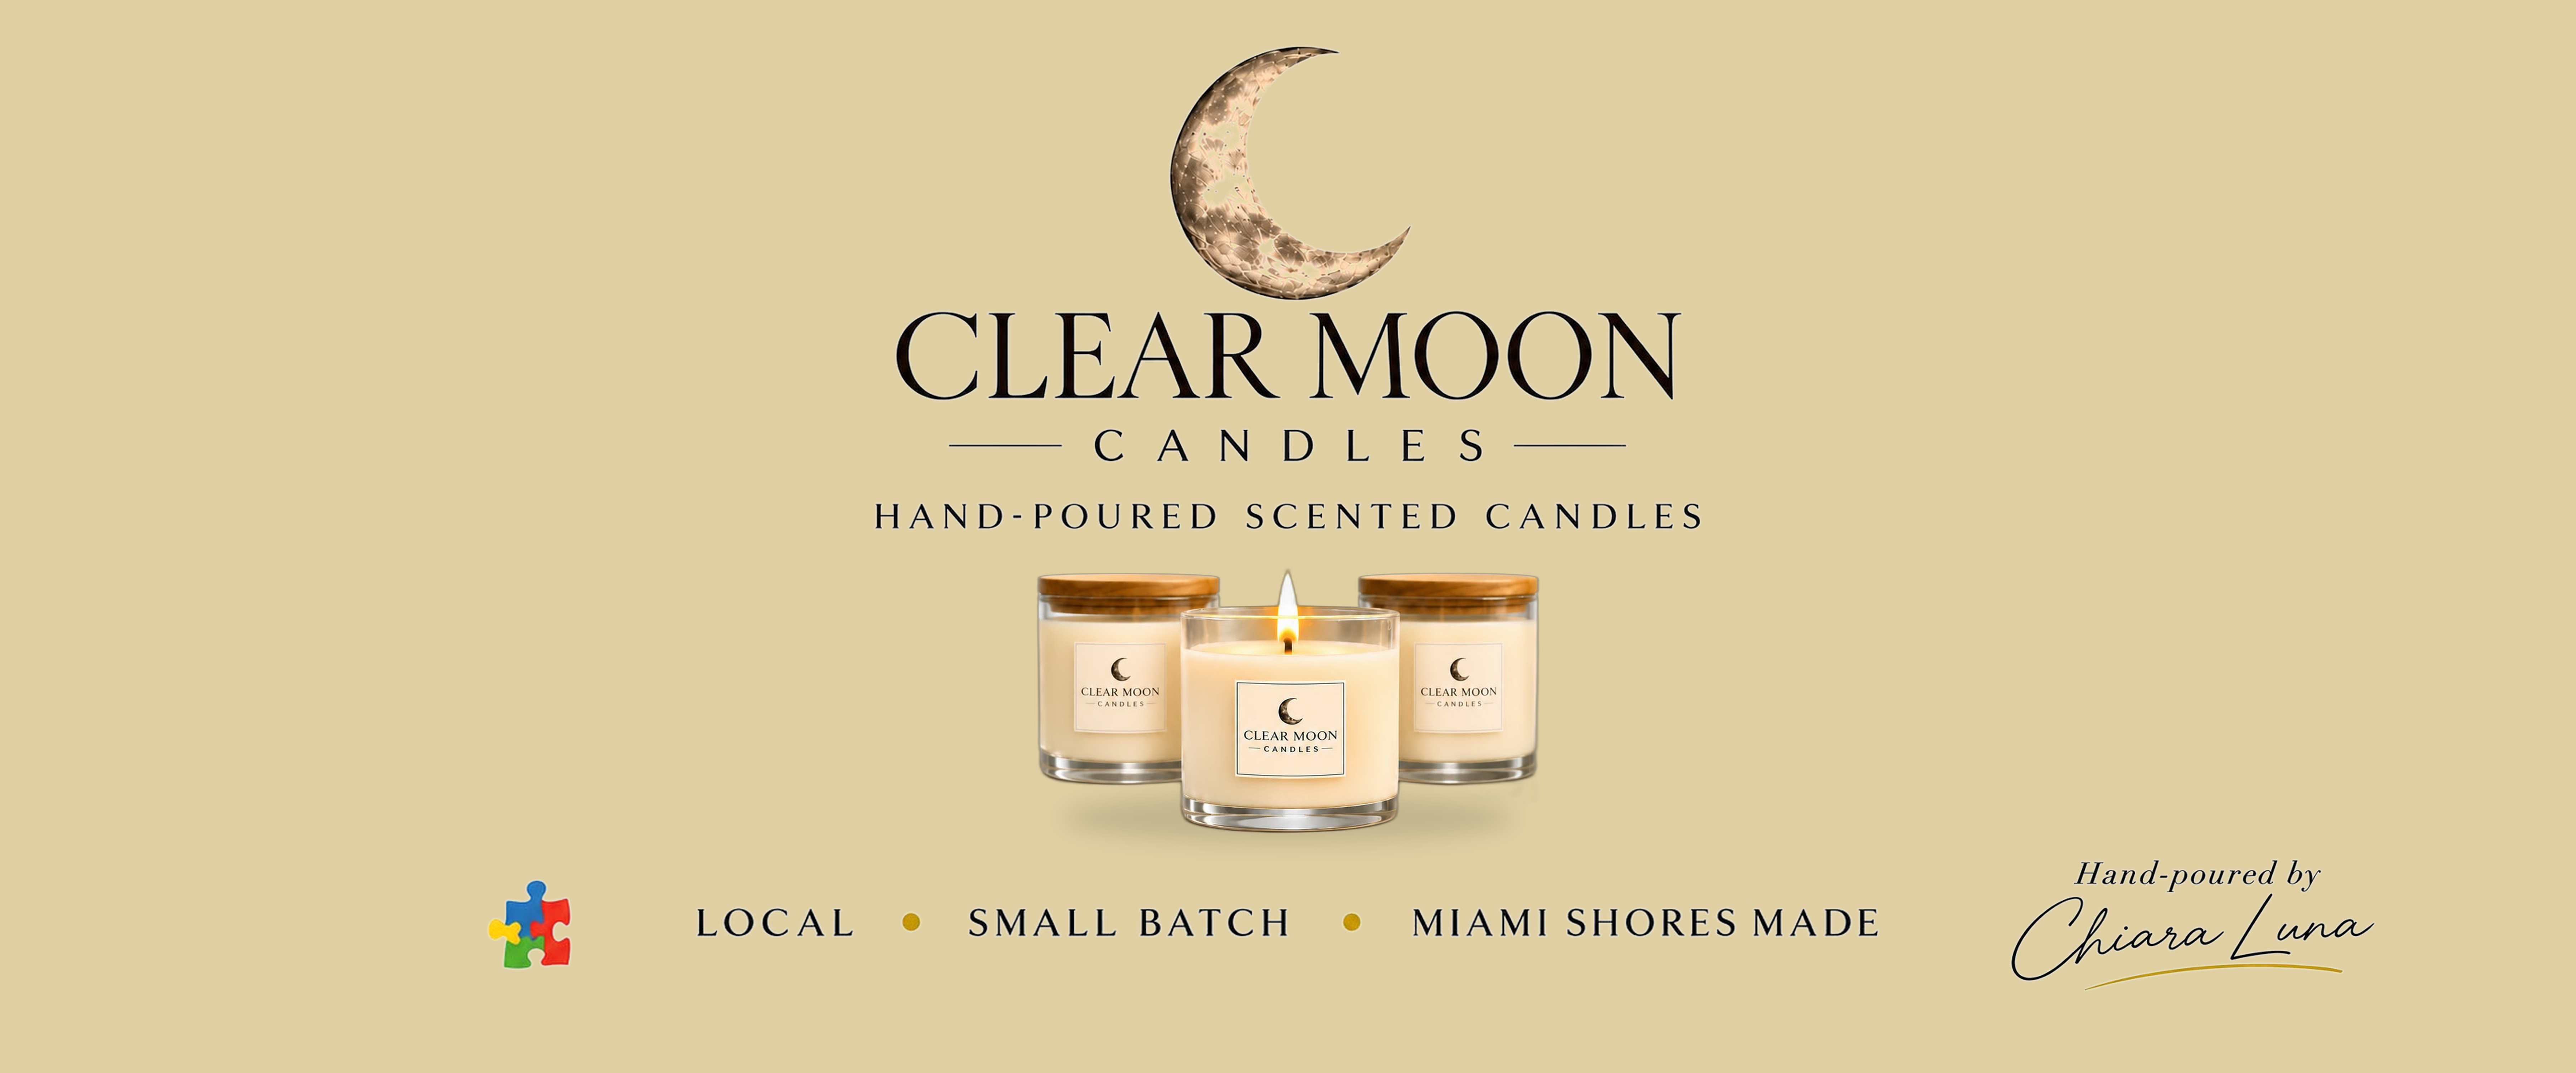 CLEAR MOON
CANDLES
HAND-POURED SCENTED CANDLES
CLEAR MOON
CANDLES
CLEAR MOON
CANDLES
CLEAR MOON
CANDLES
LOCAL • SMALL BATCH • MIAMI SHORES MADE
Hand-poured by
Chiara Luna